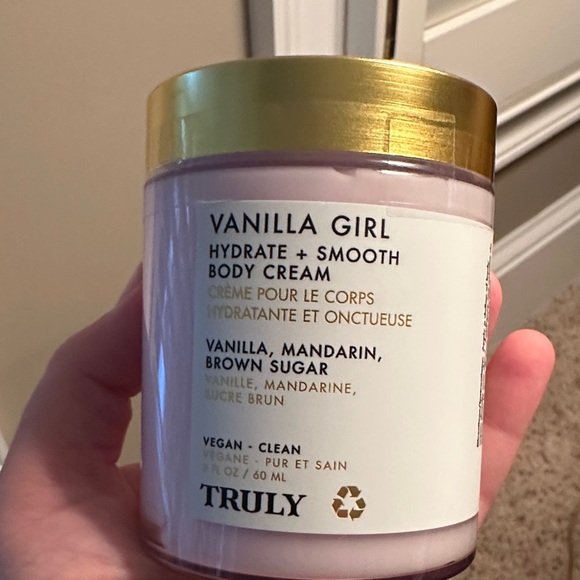 VANILLA GIRL
HYDRATE + SMOOTH
BODY CREAM
CRÈME POUR LE CORPS
HYDRATANTE ET ONCTUEUSE
VANILLA, MANDARIN,
BROWN SUGAR
VANILLE, MANDARINE,
SUCRE BRUN
VEGAN - CLEAN
VEGANE - PUR ET SAIN
FL OZ / 60 ML
TRULY